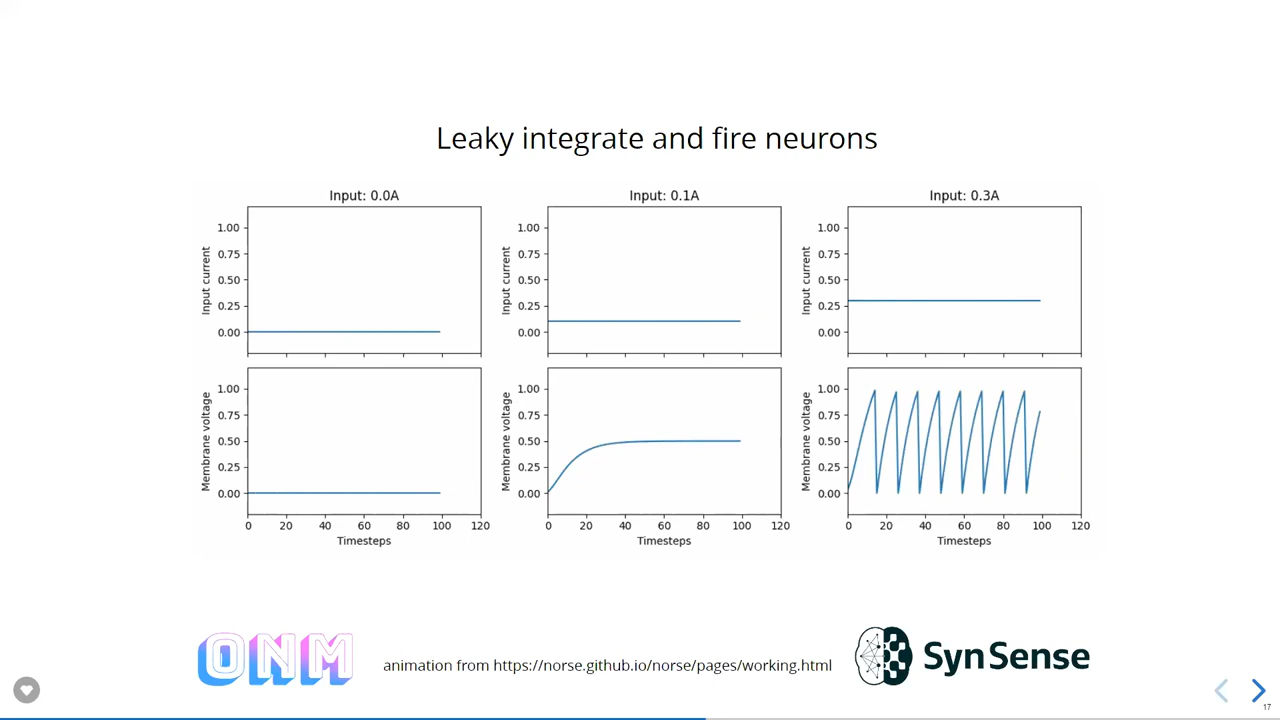 Leaky integrate and fire neurons
Input: 0.0A
Input: 0.1A
Input: 0.3A
Input current
1.00
0.75
0.50
0.25
0.00
Input current
1.00
0.75
0.50
0.25
0.00
Input current
1.00
0.75
0.50
0.25
0.00
Membrane voltage
1.00
0.75
0.50
0.25
0.00
0 20 40 60 80 100 120
Timesteps
Membrane voltage
1.00
0.75
0.50
0.25
0.00
0 20 40 60 80 100 120
Timesteps
Membrane voltage
1.00
0.75
0.50
0.25
0.00
0 20 40 60 80 100 120
Timesteps
ONM
animation from https://norse.github.io/norse/pages/working.html
SynSense
17